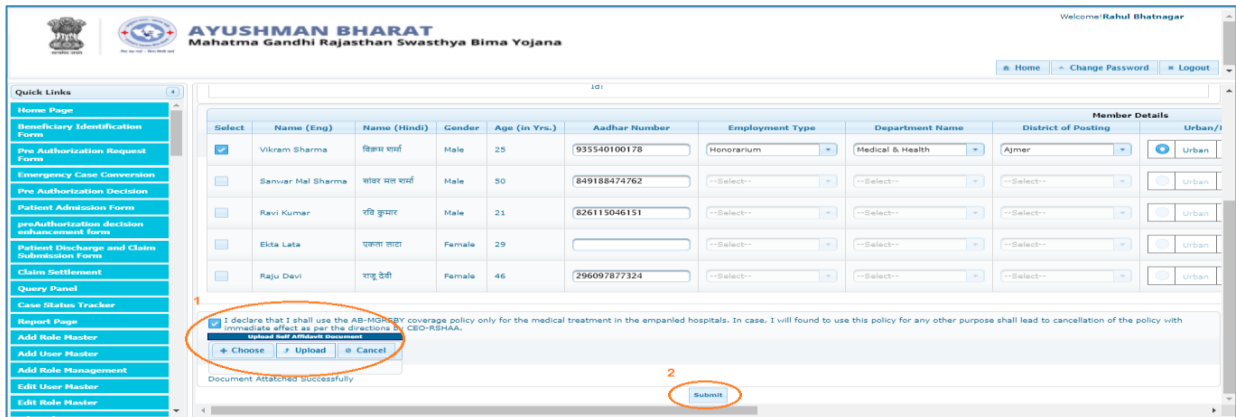 Welcome!Rahul Bhatnagar
AYUSHMAN BHARAT
Mahatma Gandhi Rajasthan Swasthya Bima Yojana
Home Change Password Logout
Quick Links
Home Page
Beneficiary Identification
Form
Pre Authorization Request
Form
Emergency Case Conversion
Pre Authorization Decision
Patient Admission Form
preAuthorization decision
enhancement form
Patient Discharge and Claim
Submission Form
Claim Settlement
Query Panel
Case Status Tracker
Report Page
Add Role Master
Add User Master
Add Role Management
Edit User Master
Edit Role Master
Member Details
Select Name (Eng) Name (Hindi) Gender Age (in Yrs.) Aadhar Number Employment Type Department Name District of Posting
Vikram Sharma विक्रम शर्मा Male 25 935540100178 Honorarium Medical & Health Ajmer Urban
Sanwar Mal Sharma सांवर मल शर्मा Male 50 849188474762 --Select-- --Select-- --Select-- Urban
Ravi Kumar रवि कुमार Male 21 826115046151 --Select-- --Select-- --Select-- Urban
Ekta Lata एकता लाटा Female 29 --Select-- --Select-- --Select-- Urban
Raju Devi राजू देवी Female 46 296097877324 --Select-- --Select-- --Select-- Urban
1
I declare that I shall use the AB-MGRSBY coverage policy only for the medical treatment in the empanled hospitals. In case, I will found to use this policy for any other purpose shall lead to cancellation of the policy with
immediate effect as per the directions by CEO-RSHAA.
Upload Self Affidavit Document
Choose Upload Cancel
Document Attatched Successfully
2
Submit